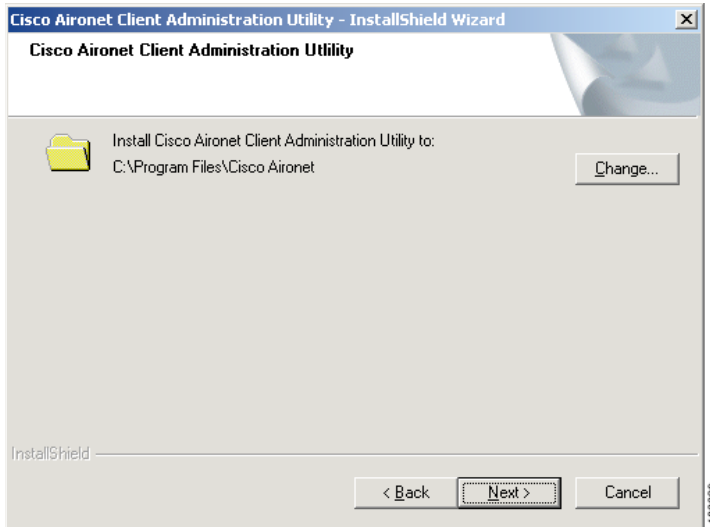 Cisco Aironet Client Administration Utility - InstallShield Wizard
Cisco Aironet Client Administration Utlility
Install Cisco Aironet Client Administration Utility to:
C:\Program Files\Cisco Aironet
Change...
InstallShield
< Back
Next >
Cancel